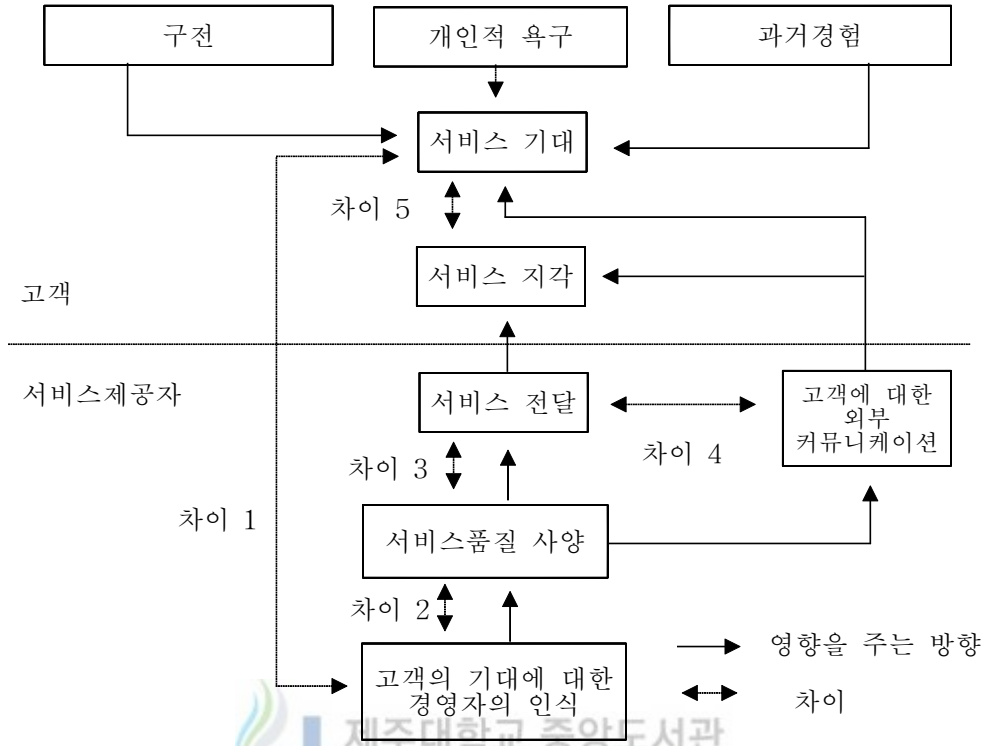 구전
개인적 욕구
과거경험
서비스 기대
차이 5
서비스 지각
고객
서비스제공자
서비스 전달
고객에 대한
외부
커뮤니케이션
차이 3
차이 4
차이 1
서비스품질 사양
차이 2
고객의 기대에 대한
경영자의 인식
영향을 주는 방향
차이
제주대학교 중앙도서관